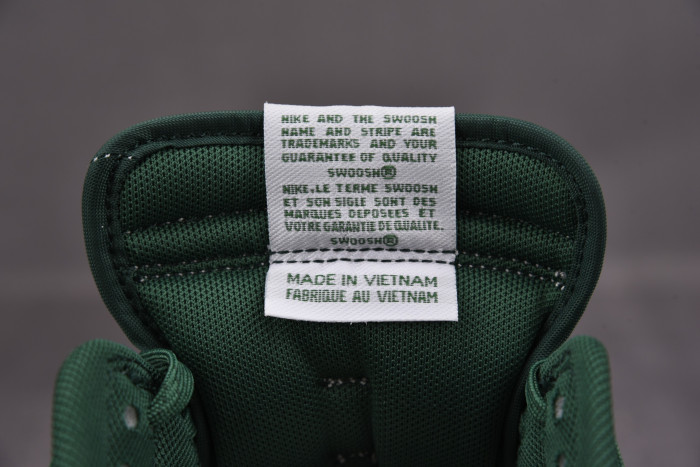 NIKE AND THE SWOOSH
NAME AND STRIPE ARE
TRADEMARKS AND YOUR
GUARANTEE OF QUALITY
SWOOSH®
NIKE,LE TERME SWOOSH
ET SON SIGLE SONT DES
MARQUES DEPOSEES ET
VOTRE GARANTIE DE QUALITE.
SWOOSH®
MADE IN VIETNAM
FABRIQUE AU VIETNAM